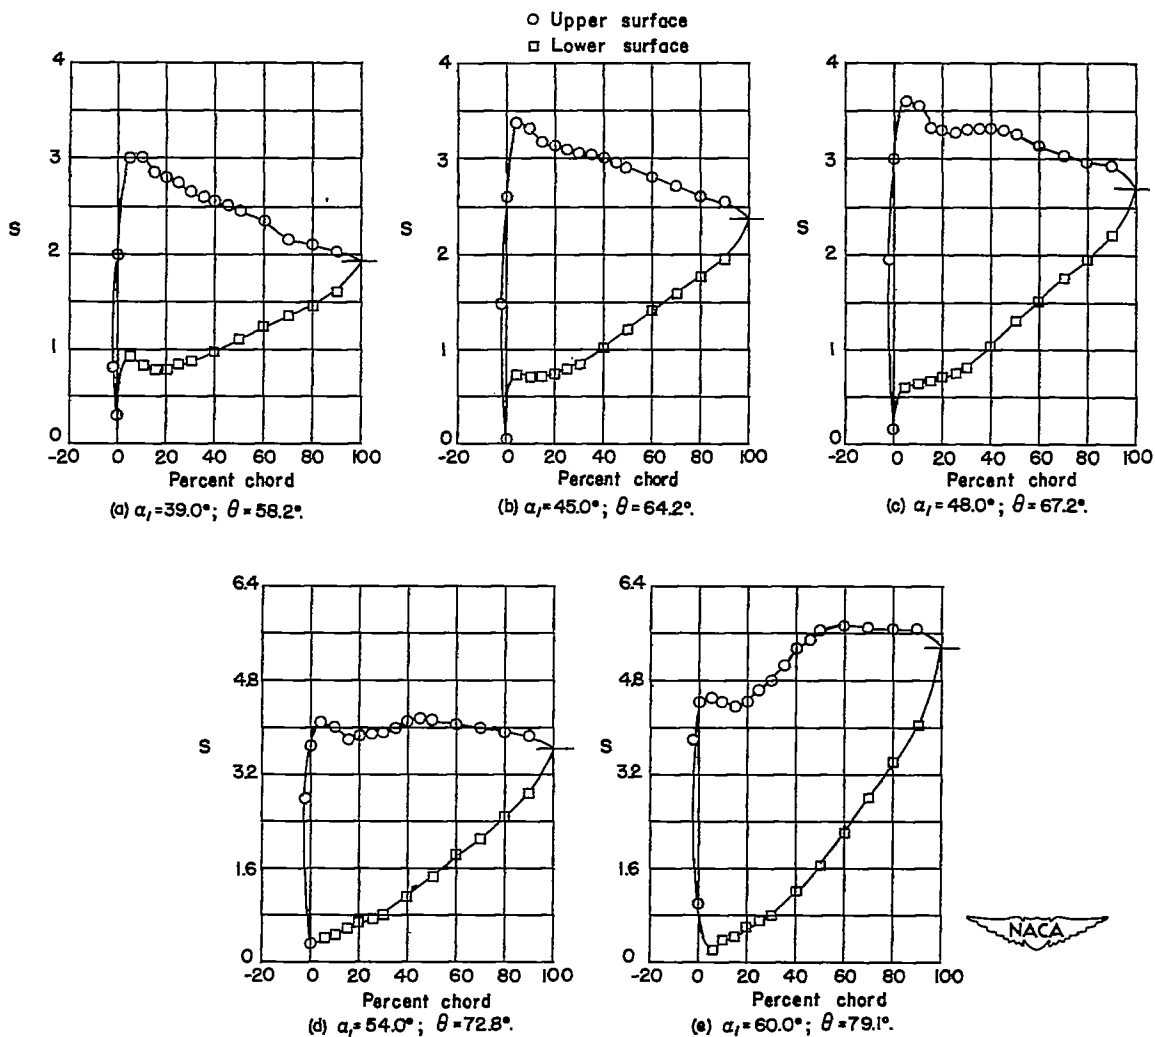 ○ Upper surface
□ Lower surface
4
3
S
2
1
0
-20 0 20 40 60 80 100
Percent chord
(a) α₁=39.0°; θ=58.2°.
4
3
S
2
1
0
-20 0 20 40 60 80 100
Percent chord
(b) α₁=45.0°; θ=64.2°.
4
3
S
2
1
0
-20 0 20 40 60 80 100
Percent chord
(c) α₁=48.0°; θ=67.2°.
6.4
4.8
S
3.2
1.6
0
-20 0 20 40 60 80 100
Percent chord
(d) α₁=54.0°; θ=72.8°.
6.4
4.8
S
3.2
1.6
0
-20 0 20 40 60 80 100
Percent chord
(e) α₁=60.0°; θ=79.1°.
NACA